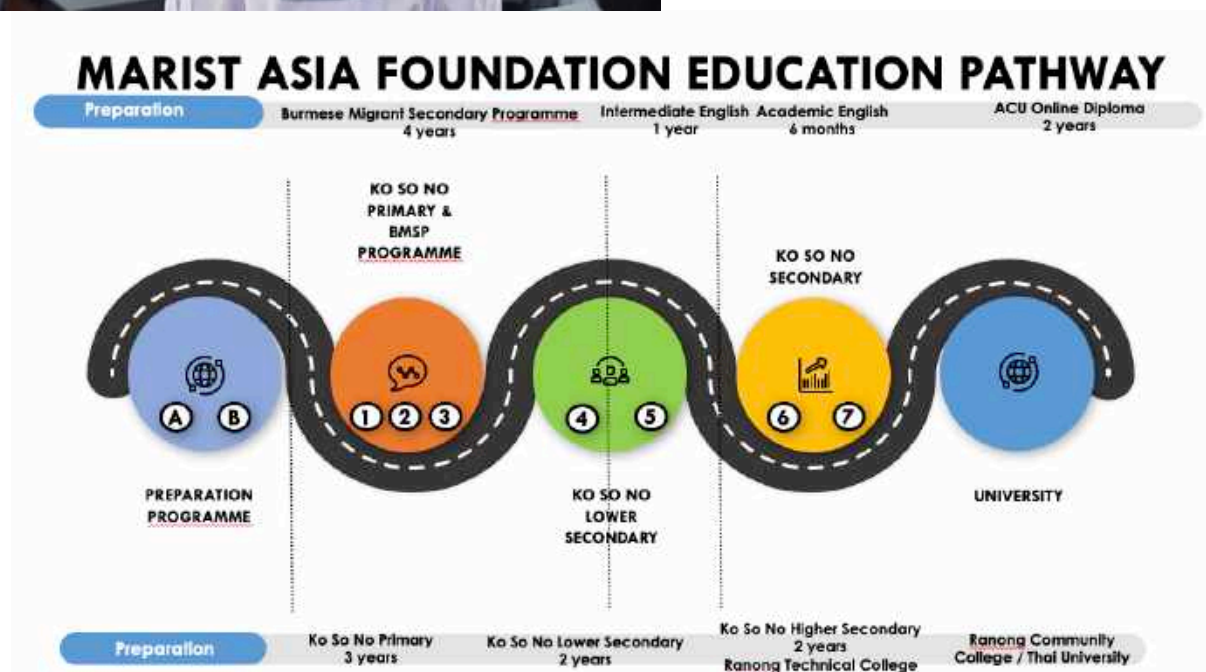 MARIST ASIA FOUNDATION EDUCATION PATHWAY
Preparation
Burmese Migrant Secondary Programme
4 years
Intermediate English
1 year
Academic English
6 months
ACU Online Diploma
2 years
KO SO NO
PRIMARY &
BMSP
PROGRAMME
KO SO NO
SECONDARY
A B
1 2 3
4 5
6 7
PREPARATION
PROGRAMME
KO SO NO
LOWER
SECONDARY
UNIVERSITY
Preparation
Ko So No Primary
3 years
Ko So No Lower Secondary
2 years
Ko So No Higher Secondary
2 years
Ranong Technical College
Ranong Community
College / Thai University